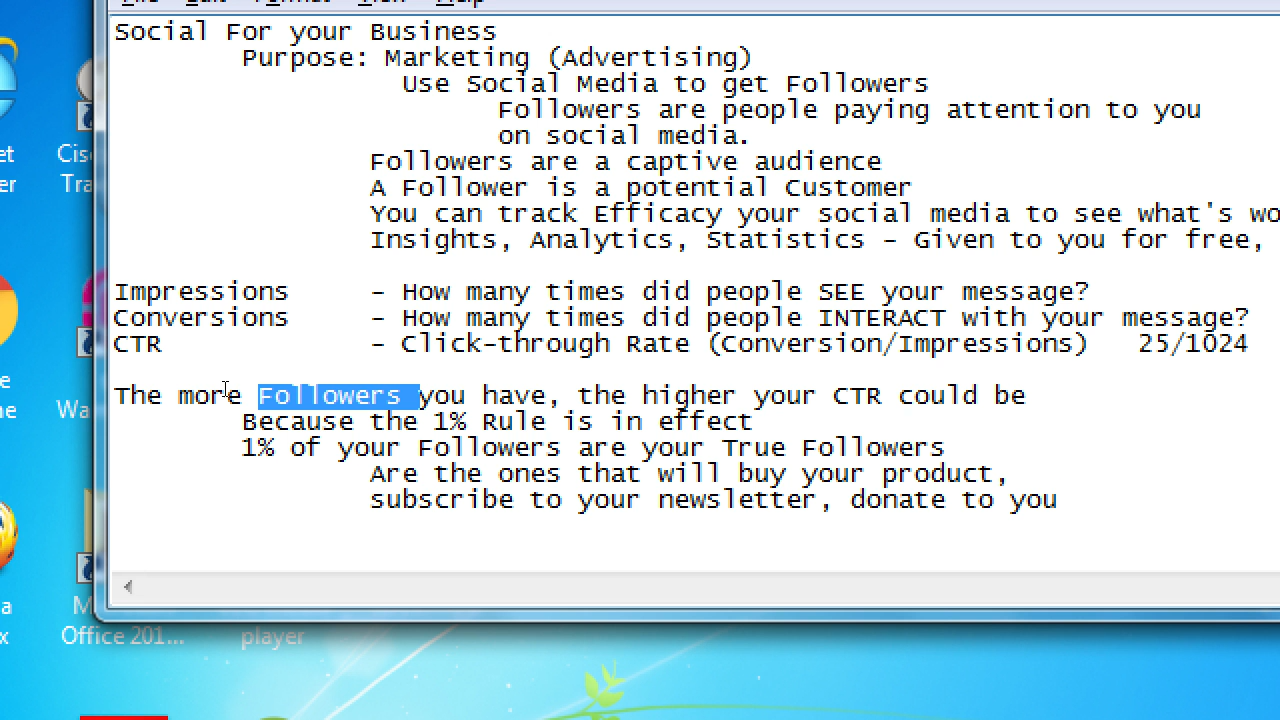 Social For your Business
Purpose: Marketing (Advertising)
Use Social Media to get Followers
Followers are people paying attention to you
on social media.
Followers are a captive audience
A Follower is a potential Customer
You can track Efficacy your social media to see what's
Insights, Analytics, Statistics - Given to you for free,
Impressions - How many times did people SEE your message?
Conversions - How many times did people INTERACT with your message?
CTR - Click-through Rate (Conversion/Impressions) 25/1024
The more Followers you have, the higher your CTR could be
Because the 1% Rule is in effect
1% of your Followers are your True Followers
Are the ones that will buy your product,
subscribe to your newsletter, donate to you
Office 201...
player